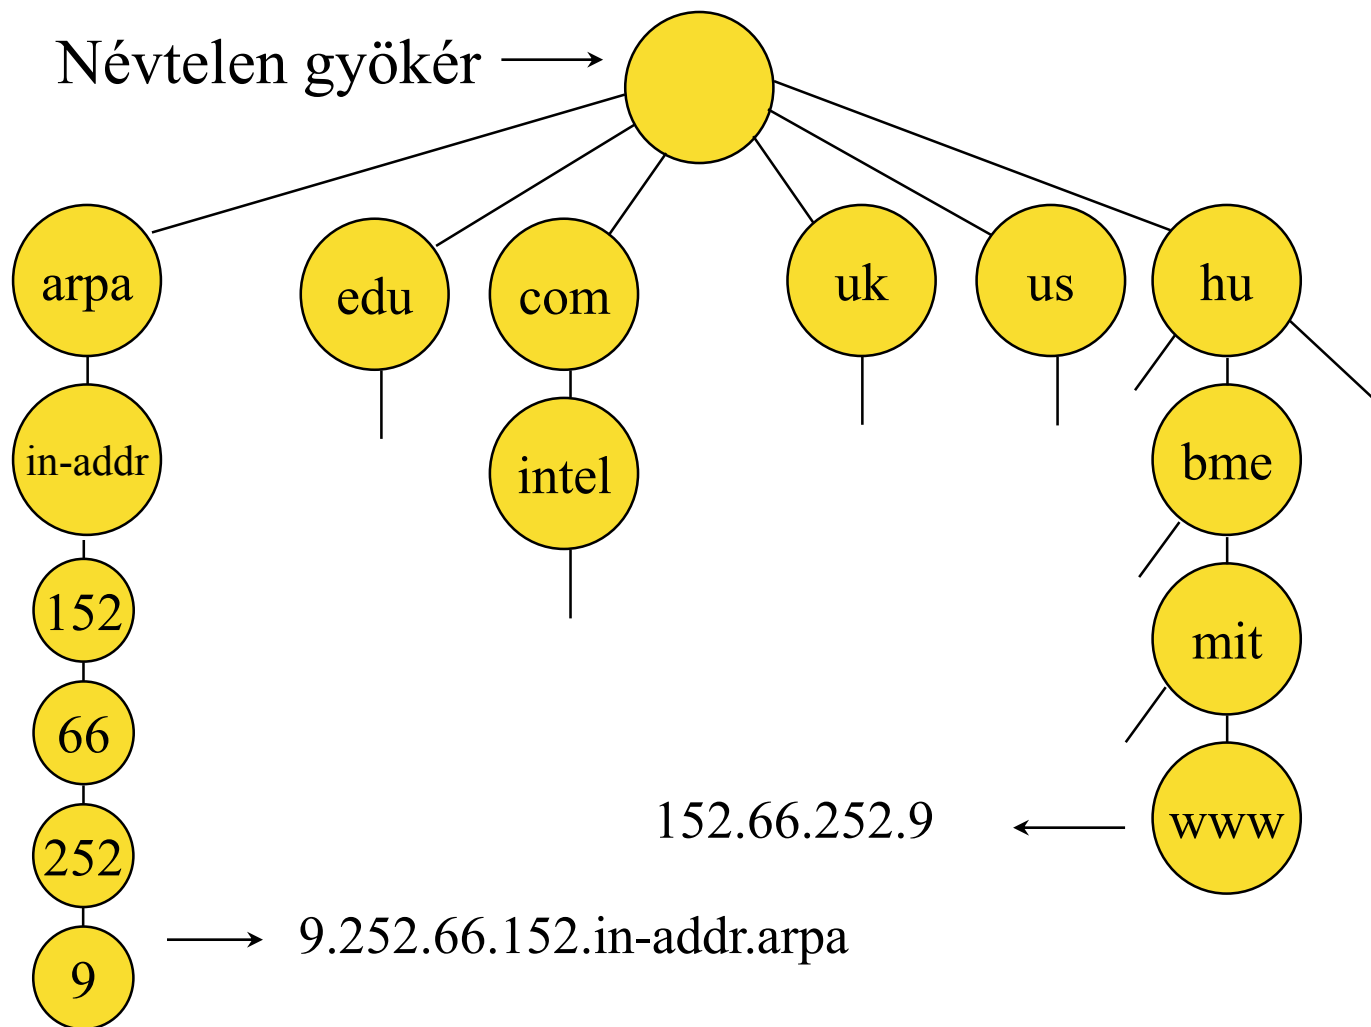 Névtelen gyökér
arpa
edu
com
uk
us
hu
in-addr
intel
bme
152
mit
66
152.66.252.9
www
252
9.252.66.152.in-addr.arpa
9